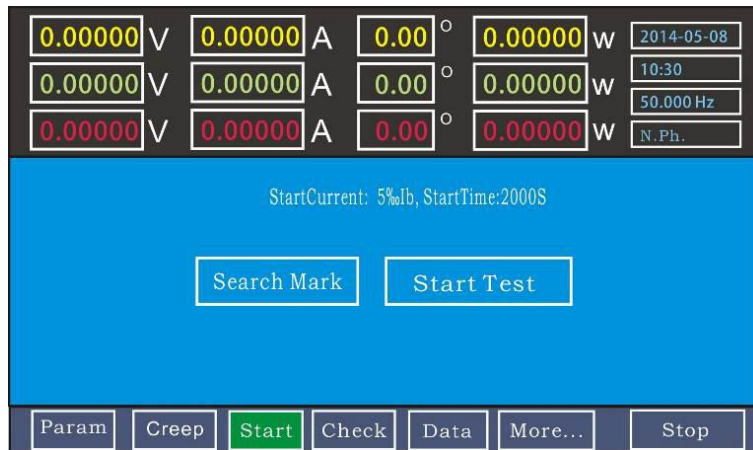 0.00000 V 0.00000 A 0.00 ° 0.00000 W 2014-05-08
10:30
0.00000 V 0.00000 A 0.00 ° 0.00000 W
50.000 Hz
0.00000 V 0.00000 A 0.00 ° 0.00000 W N.Ph.
StartCurrent: 5‰Ib, StartTime:2000S
Search Mark Start Test
Param Creep Start Check Data More... Stop